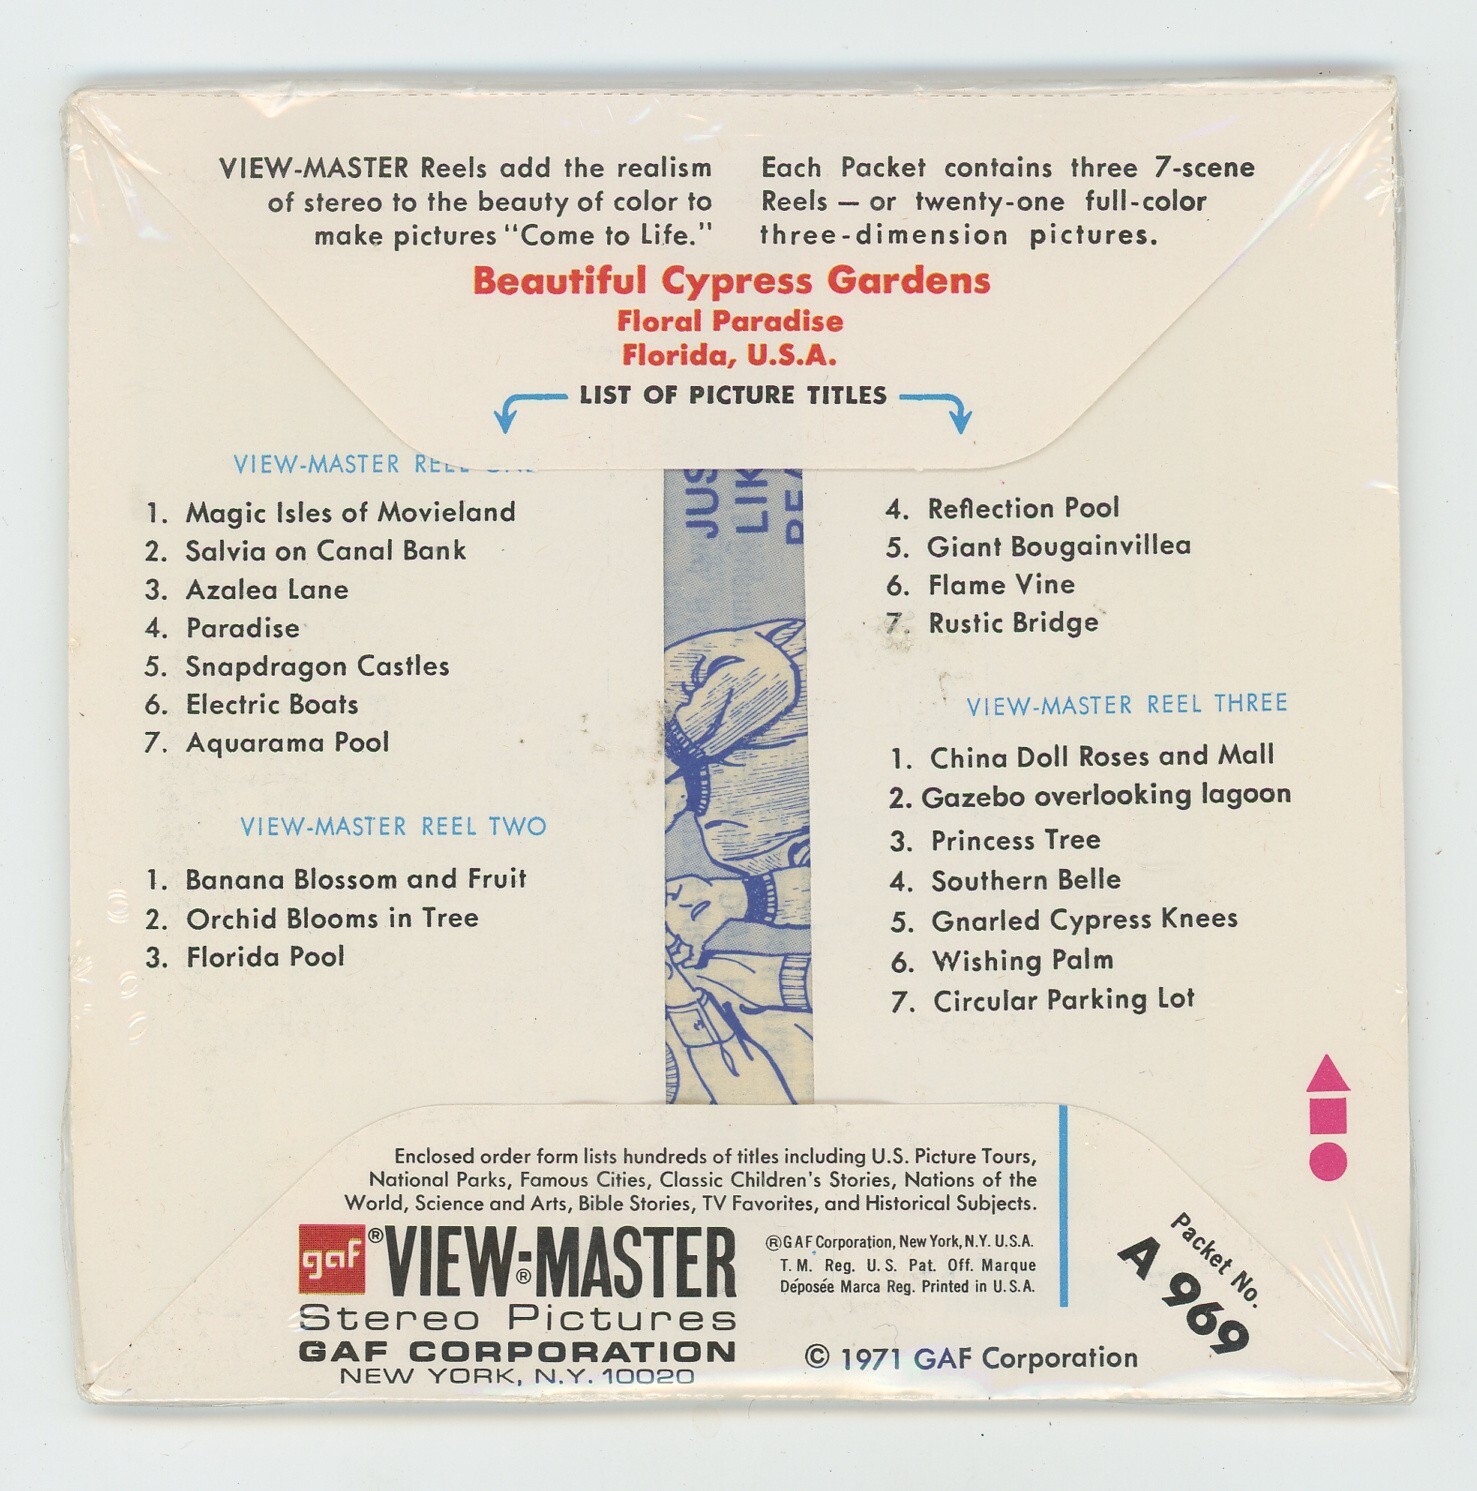 VIEW-MASTER Reels add the realism
of stereo to the beauty of color to
make pictures "Come to Life."
Each Packet contains three 7-scene
Reels — or twenty-one full-color
three-dimension pictures.
Beautiful Cypress Gardens
Floral Paradise
Florida, U.S.A.
LIST OF PICTURE TITLES
VIEW-MASTER REEL ONE
1. Magic Isles of Movieland
2. Salvia on Canal Bank
3. Azalea Lane
4. Paradise
5. Snapdragon Castles
6. Electric Boats
7. Aquarama Pool
VIEW-MASTER REEL TWO
1. Banana Blossom and Fruit
2. Orchid Blooms in Tree
3. Florida Pool
JUS
LIK
4. Reflection Pool
5. Giant Bougainvillea
6. Flame Vine
7. Rustic Bridge
VIEW-MASTER REEL THREE
1. China Doll Roses and Mall
2. Gazebo overlooking lagoon
3. Princess Tree
4. Southern Belle
5. Gnarled Cypress Knees
6. Wishing Palm
7. Circular Parking Lot
Enclosed order form lists hundreds of titles including U.S. Picture Tours,
National Parks, Famous Cities, Classic Children's Stories, Nations of the
World, Science and Arts, Bible Stories, TV Favorites, and Historical Subjects.
gaf ® VIEW-MASTER ®
Stereo Pictures
GAF CORPORATION
NEW YORK, N.Y. 10020
®GAF Corporation, New York, N.Y. U.S.A.
T.M. Reg. U.S. Pat. Off. Marque
Déposée Marca Reg. Printed in U.S.A.
© 1971 GAF Corporation
Packet No.
A 969